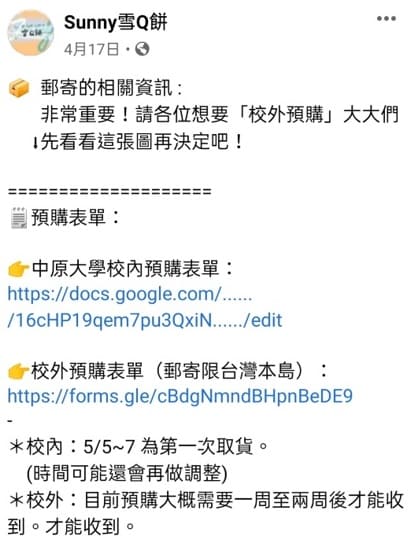 Sunny雪Q餅
4月17日·
📦 郵寄的相關資訊 :
非常重要！請各位想要「校外預購」大大們
⬇先看看這張圖再決定吧！
====================
🗒預購表單：
👉中原大學校內預購表單：
https://docs.google.com/......
/16cHP19qem7pu3QxiN....../edit
👉校外預購表單（郵寄限台灣本島）：
https://forms.gle/cBdgNmndBHpnBeDE9
-
＊校內：5/5~7 為第一次取貨。
(時間可能還會再做調整)
＊校外：目前預購大概需要一周至兩周後才能收
到。才能收到。